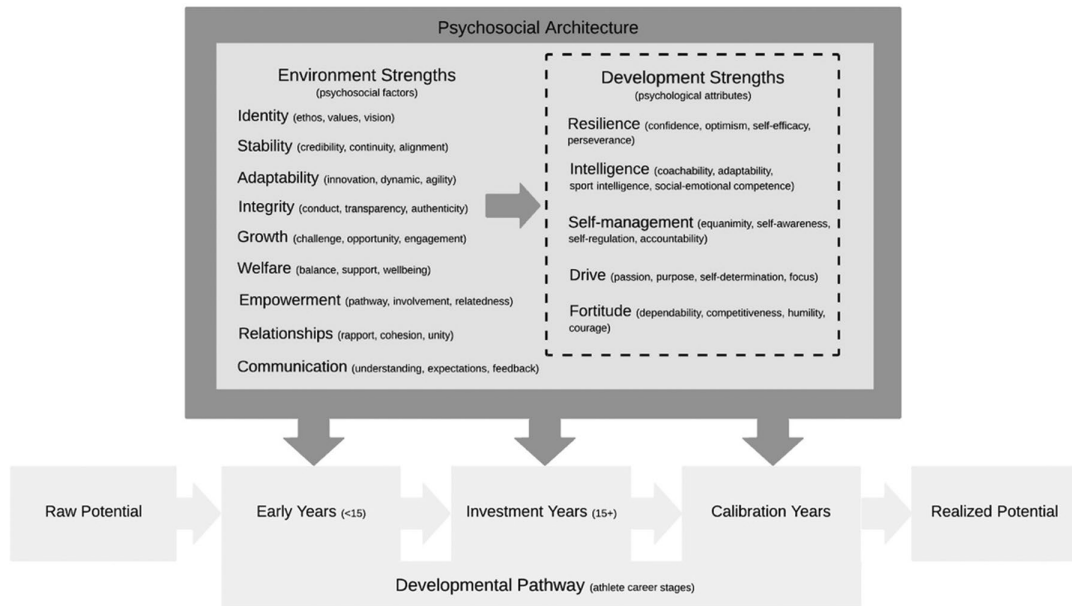 Psychosocial Architecture
Environment Strengths
(psychosocial factors)
Identity (ethos, values, vision)
Stability (credibility, continuity, alignment)
Adaptability (innovation, dynamic, agility)
Integrity (conduct, transparency, authenticity)
Growth (challenge, opportunity, engagement)
Welfare (balance, support, wellbeing)
Empowerment (pathway, involvement, relatedness)
Relationships (rapport, cohesion, unity)
Communication (understanding, expectations, feedback)
Development Strengths
(psychological attributes)
Resilience (confidence, optimism, self-efficacy,
perseverance)
Intelligence (coachability, adaptability,
sport intelligence, social-emotional competence)
Self-management (equanimity, self-awareness,
self-regulation, accountability)
Drive (passion, purpose, self-determination, focus)
Fortitude (dependability, competitiveness, humility,
courage)
Raw Potential
Early Years (<15)
Investment Years (15+)
Calibration Years
Realized Potential
Developmental Pathway (athlete career stages)